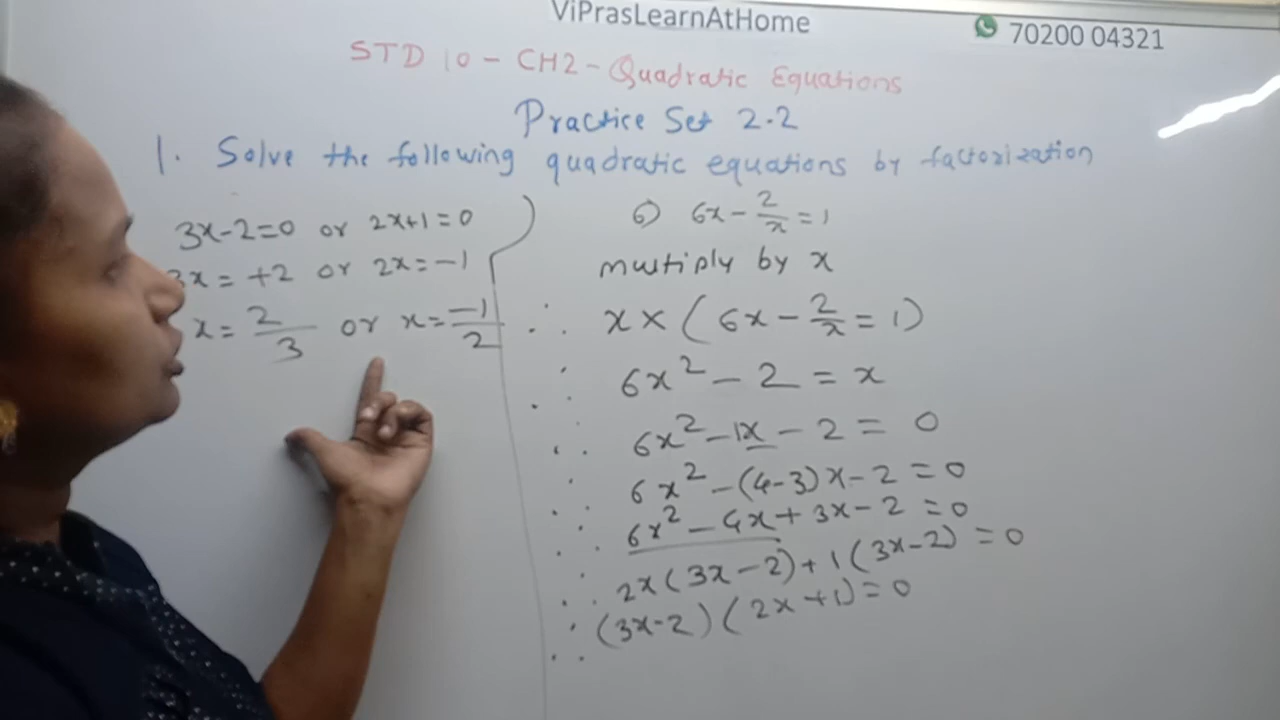 ViPrasLearnAtHome
70200 04321
STD 10 - CH2 - Quadratic Equations
Practice Set 2.2
1. Solve the following quadratic equations by factorization
3x-2=0 or 2x+1=0
3x = +2 or 2x = -1
x = 2/3 or x = -1/2
6) 6x - 2/x = 1
multiply by x
∴ x × (6x - 2/x = 1)
∴ 6x² - 2 = x
∴ 6x² - 1x - 2 = 0
∴ 6x² - (4-3)x - 2 = 0
∴ 6x² - 4x + 3x - 2 = 0
∴ 2x(3x-2) + 1(3x-2) = 0
∴ (3x-2)(2x+1) = 0